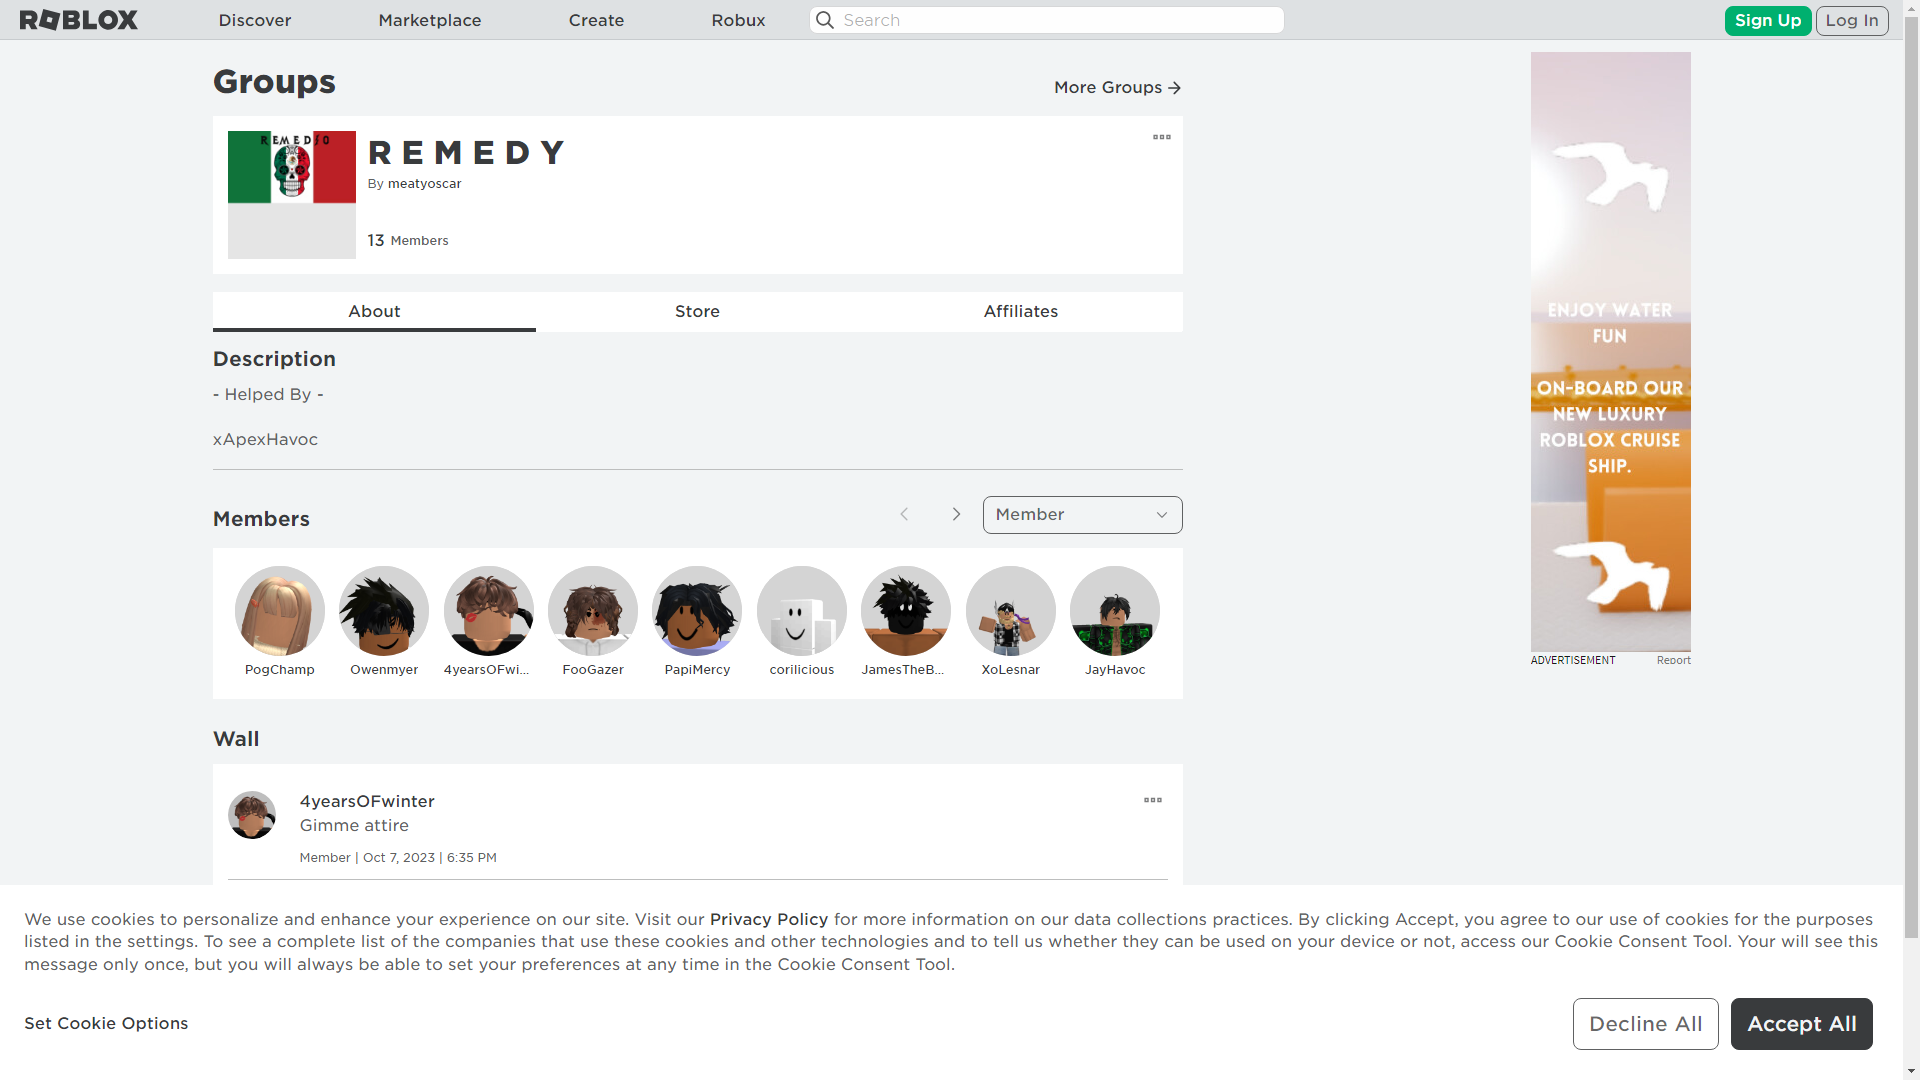 ROBLOX
Discover
Marketplace
Create
Robux
Search
Sign Up
Log In
Groups
More Groups
REMEDIO
R E M E D Y
By meatyoscar
13 Members
About
Store
Affiliates
Description
- Helped By -
xApexHavoc
Members
Member
PogChamp
Owenmyer
4yearsOFwi...
FooGazer
PapiMercy
corilicious
JamesTheB...
XoLesnar
JayHavoc
Wall
4yearsOFwinter
Gimme attire
Member | Oct 7, 2023 | 6:35 PM
ENJOY WATER
FUN
ON-BOARD OUR
NEW LUXURY
ROBLOX CRUISE
SHIP.
ADVERTISEMENT
Report
We use cookies to personalize and enhance your experience on our site. Visit our Privacy Policy for more information on our data collections practices. By clicking Accept, you agree to our use of cookies for the purposes
listed in the settings. To see a complete list of the companies that use these cookies and other technologies and to tell us whether they can be used on your device or not, access our Cookie Consent Tool. Your will see this
message only once, but you will always be able to set your preferences at any time in the Cookie Consent Tool.
Set Cookie Options
Decline All
Accept All